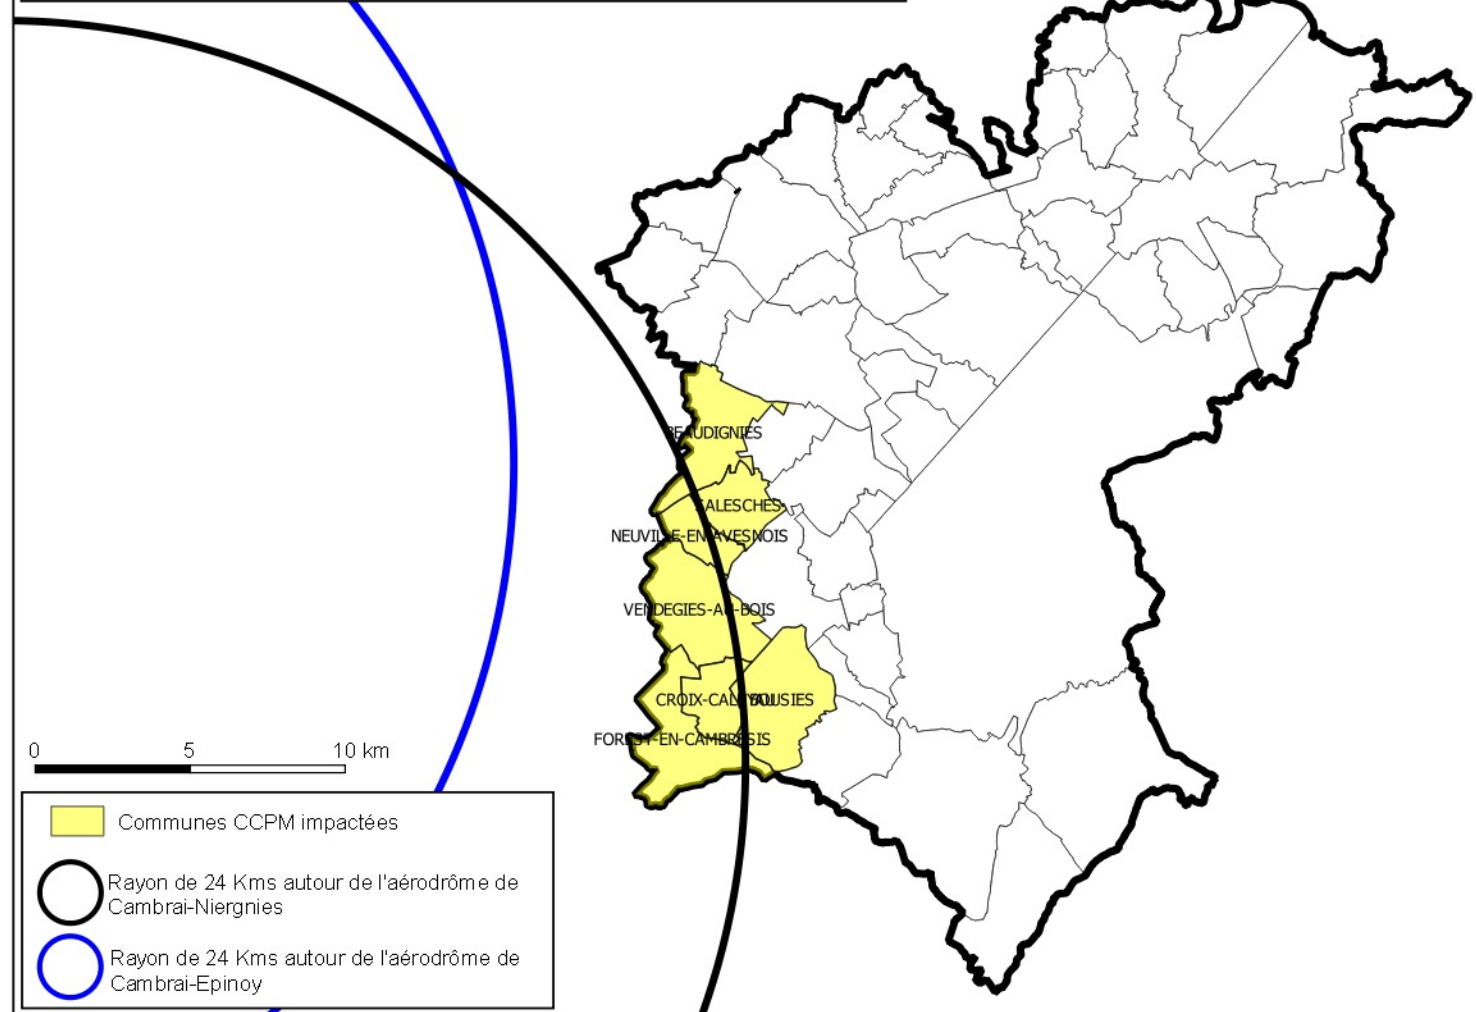 BEAUDIGNIES
SALESCHES
NEUVILLE-EN-AVESNOIS
VENDEGIES-AU-BOIS
CROIX-CALUYAU
BOUSIES
FOREST-EN-CAMBRESIS
0 5 10 km
Communes CCPM impactées
Rayon de 24 Kms autour de l'aérodrôme de
Cambrai-Niergnies
Rayon de 24 Kms autour de l'aérodrôme de
Cambrai-Epinoy